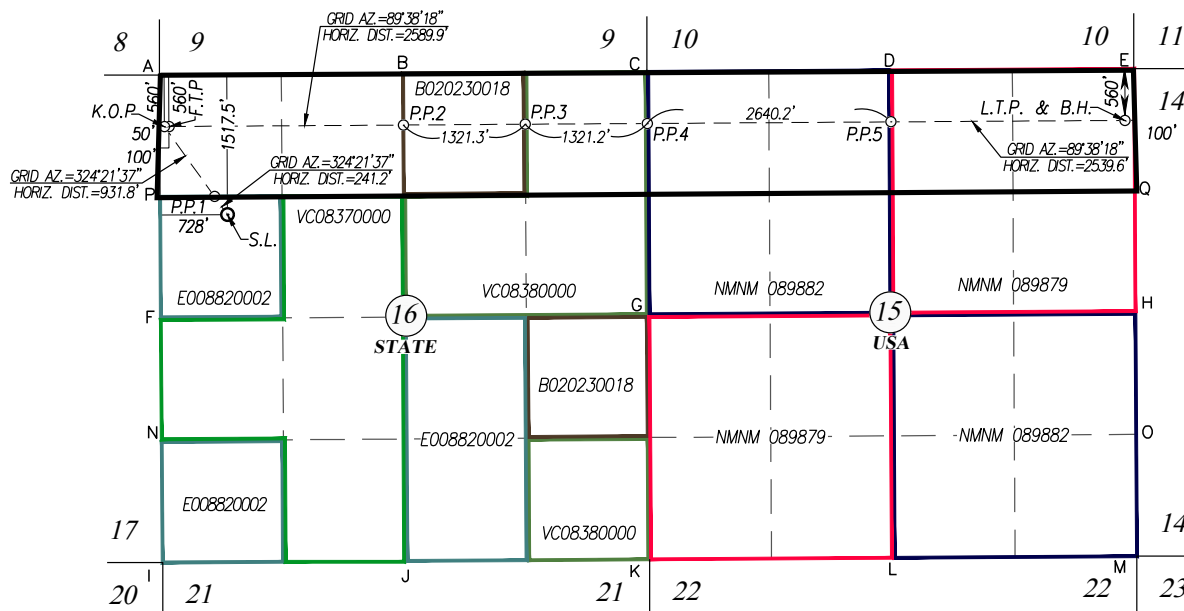 GRID AZ.=89°38'18"
HORIZ. DIST.=2589.9'
8
9
9
10
10
11
A
B
C
D
E
B020230018
560'
560'
F.T.P
K.O.P.
50'
100'
1517.5'
P.P.2
1321.3'
P.P.3
1321.2'
P.P.4
2640.2'
P.P.5
L.T.P. & B.H.
560'
14
100'
GRID AZ.=89°38'18"
HORIZ. DIST.=2539.6'
GRID AZ.=324°21'37"
HORIZ. DIST.=241.2'
GRID AZ.=324°21'37"
HORIZ. DIST.=931.8'
P
P.P.1
728'
S.L.
Q
VC08370000
E008820002
VC08380000
NMNM 089882
NMNM 089879
F
16
STATE
G
15
USA
H
B020230018
N
E008820002
NMNM 089879
NMNM 089882
O
E008820002
VC08380000
17
14
I
J
K
L
M
20
21
21
22
22
23